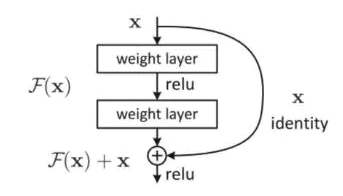 x
weight layer
relu
F(x)
x
weight layer
identity
F(x) + x
relu